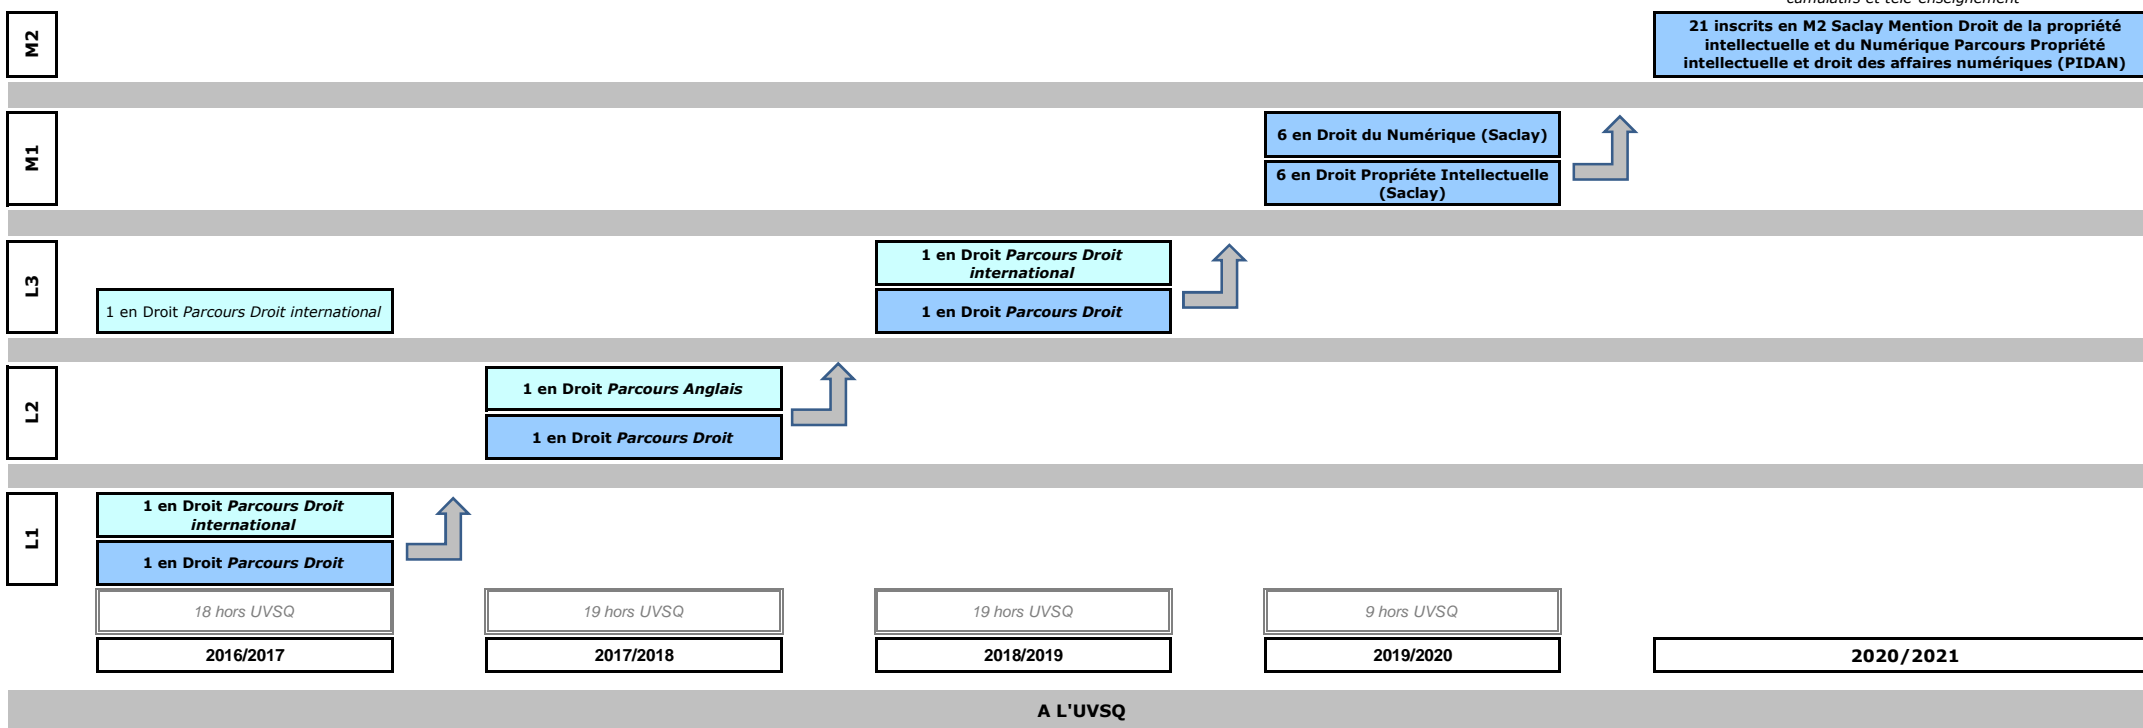 cumulatifs et télé-enseignement
M2
21 inscrits en M2 Saclay Mention Droit de la propriété
intellectuelle et du Numérique Parcours Propriété
intellectuelle et droit des affaires numériques (PIDAN)
M1
6 en Droit du Numérique (Saclay)
6 en Droit Propriéte Intellectuelle
(Saclay)
L3
1 en Droit Parcours Droit international
1 en Droit Parcours Droit
international
1 en Droit Parcours Droit
L2
1 en Droit Parcours Anglais
1 en Droit Parcours Droit
L1
1 en Droit Parcours Droit
international
1 en Droit Parcours Droit
18 hors UVSQ
19 hors UVSQ
19 hors UVSQ
9 hors UVSQ
2016/2017
2017/2018
2018/2019
2019/2020
2020/2021
A L'UVSQ